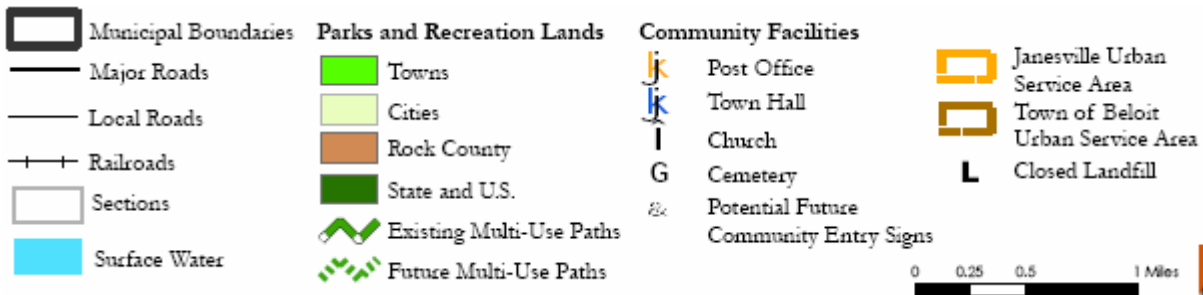 Municipal Boundaries
Major Roads
Local Roads
Railroads
Sections
Surface Water
Parks and Recreation Lands
Towns
Cities
Rock County
State and U.S.
Existing Multi-Use Paths
Future Multi-Use Paths
Community Facilities
Post Office
Town Hall
Church
G Cemetery
& Potential Future
Community Entry Signs
Janesville Urban
Service Area
Town of Beloit
Urban Service Area
L Closed Landfill
0 0.25 0.5 1 Miles